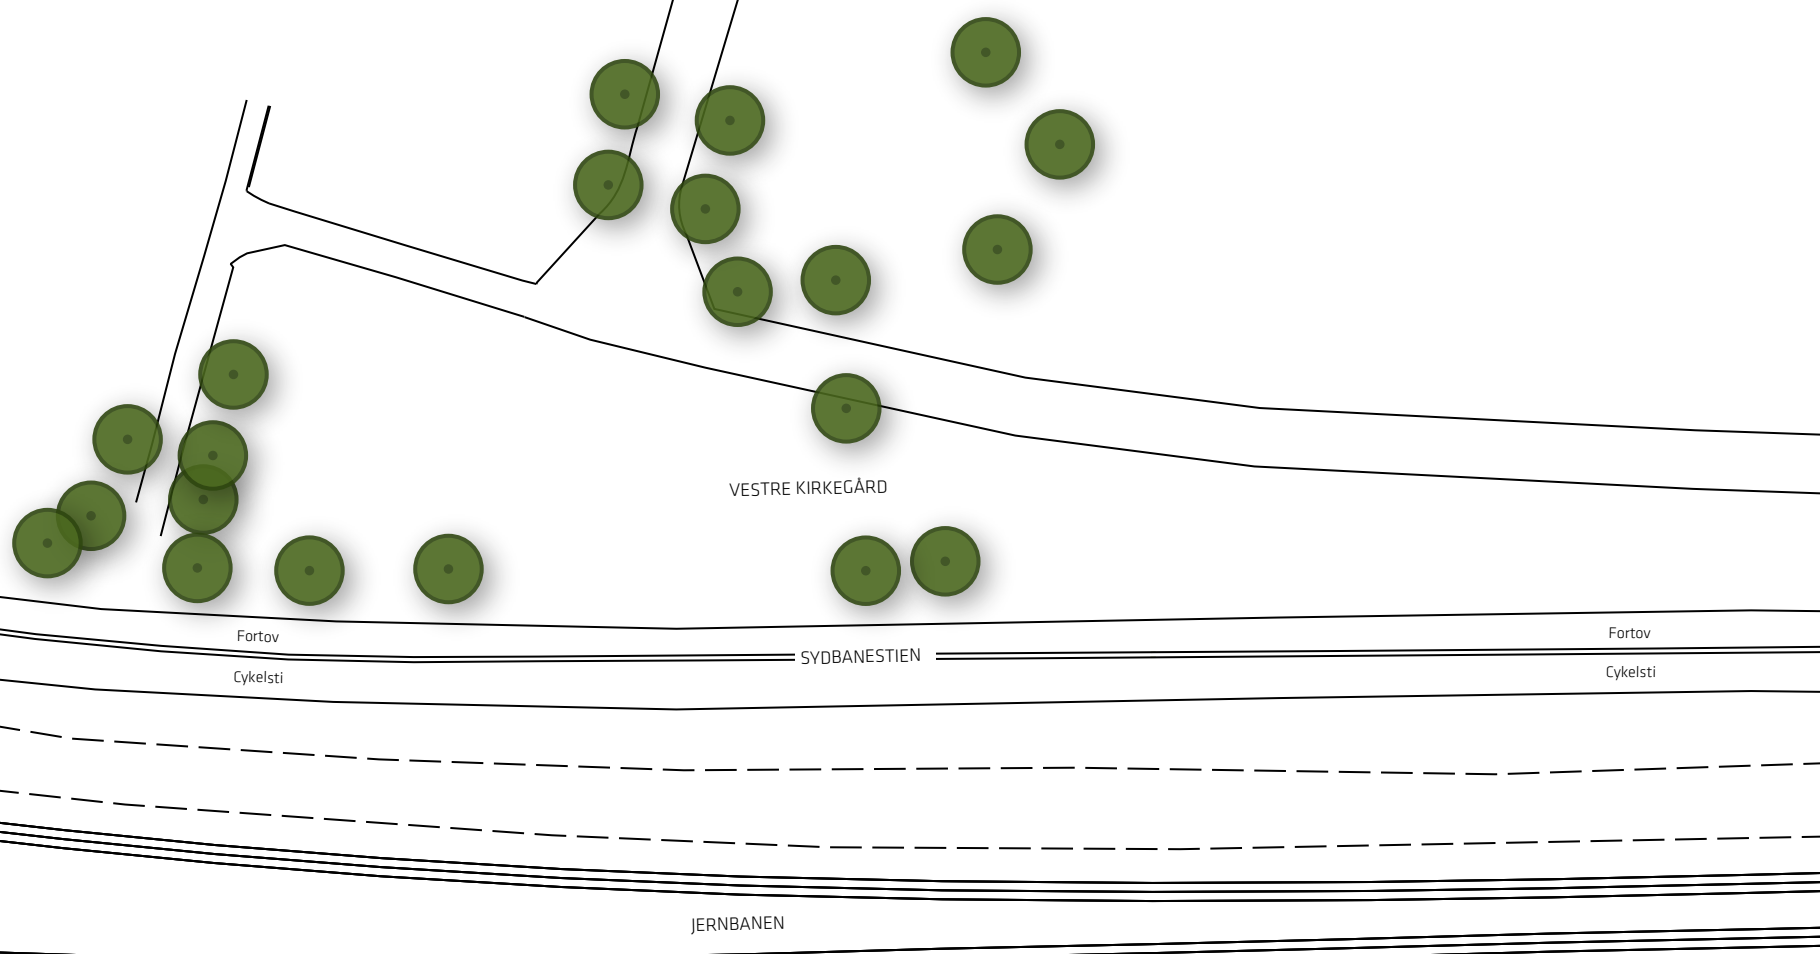 VESTRE KIRKEGÅRD
Fortov
Fortov
SYDBANESTIEN
Cykelsti
Cykelsti
JERNBANEN